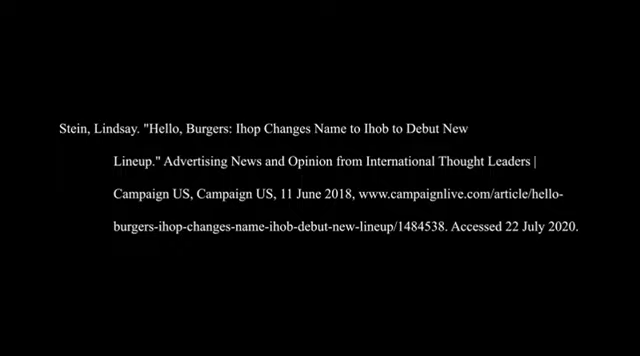 Stein, Lindsay. "Hello, Burgers: Ihop Changes Name to Ihob to Debut New
Lineup." Advertising News and Opinion from International Thought Leaders |
Campaign US, Campaign US, 11 June 2018, www.campaignlive.com/article/hello-
burgers-ihop-changes-name-ihob-debut-new-lineup/1484538. Accessed 22 July 2020.